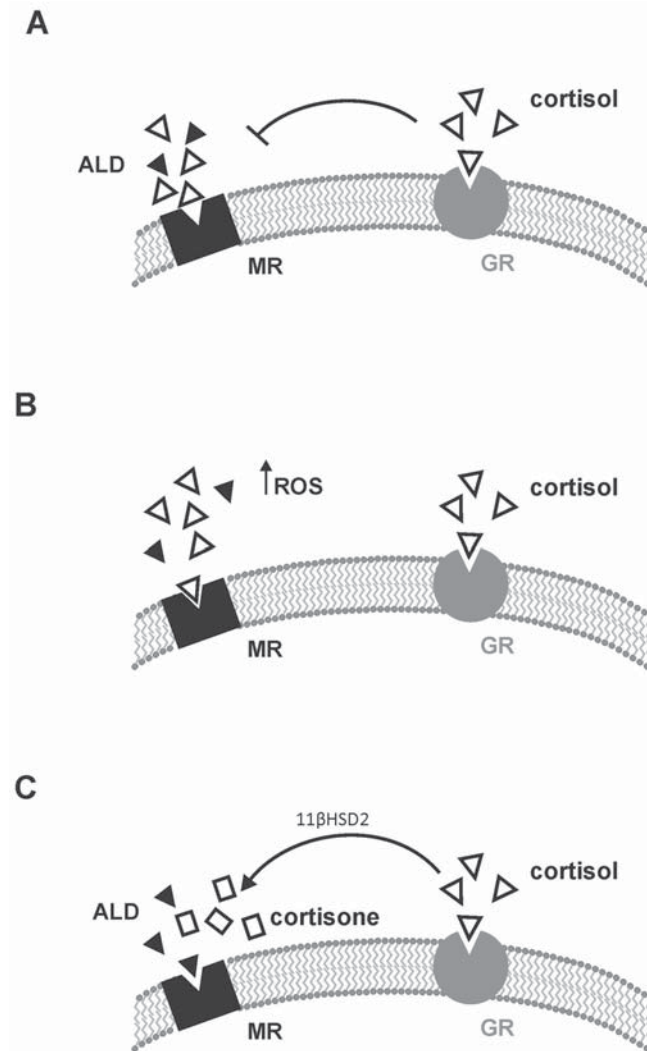 A
cortisol
ALD
MR
GR
B
↑ROS
cortisol
MR
GR
C
11βHSD2
cortisol
ALD
cortisone
MR
GR